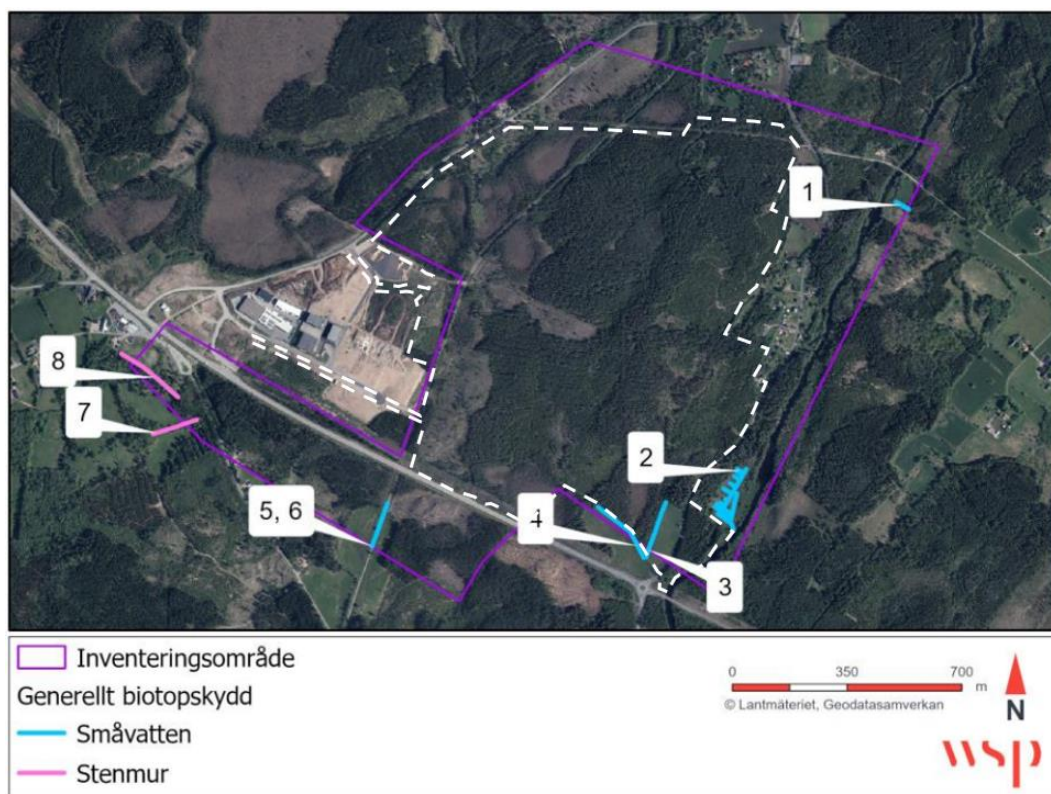 1
2
8
7
5, 6
4
3
Inventeringsområde
Generellt biotopskydd
Småvatten
Stenmur
0 350 700 m
© Lantmäteriet, Geodatasamverkan
N
wsp